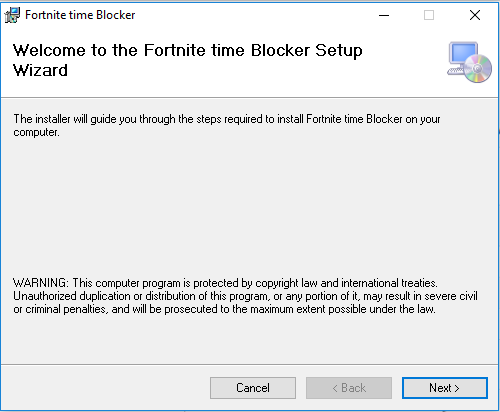 Fortnite time Blocker
Welcome to the Fortnite time Blocker Setup
Wizard
The installer will guide you through the steps required to install Fortnite time Blocker on your
computer.
WARNING: This computer program is protected by copyright law and international treaties.
Unauthorized duplication or distribution of this program, or any portion of it, may result in severe civil
or criminal penalties, and will be prosecuted to the maximum extent possible under the law.
Cancel
< Back
Next >